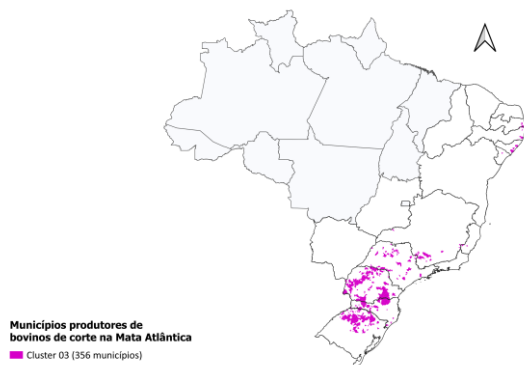 Municípios produtores de
bovinos de corte na Mata Atlântica
Cluster 03 (356 municípios)